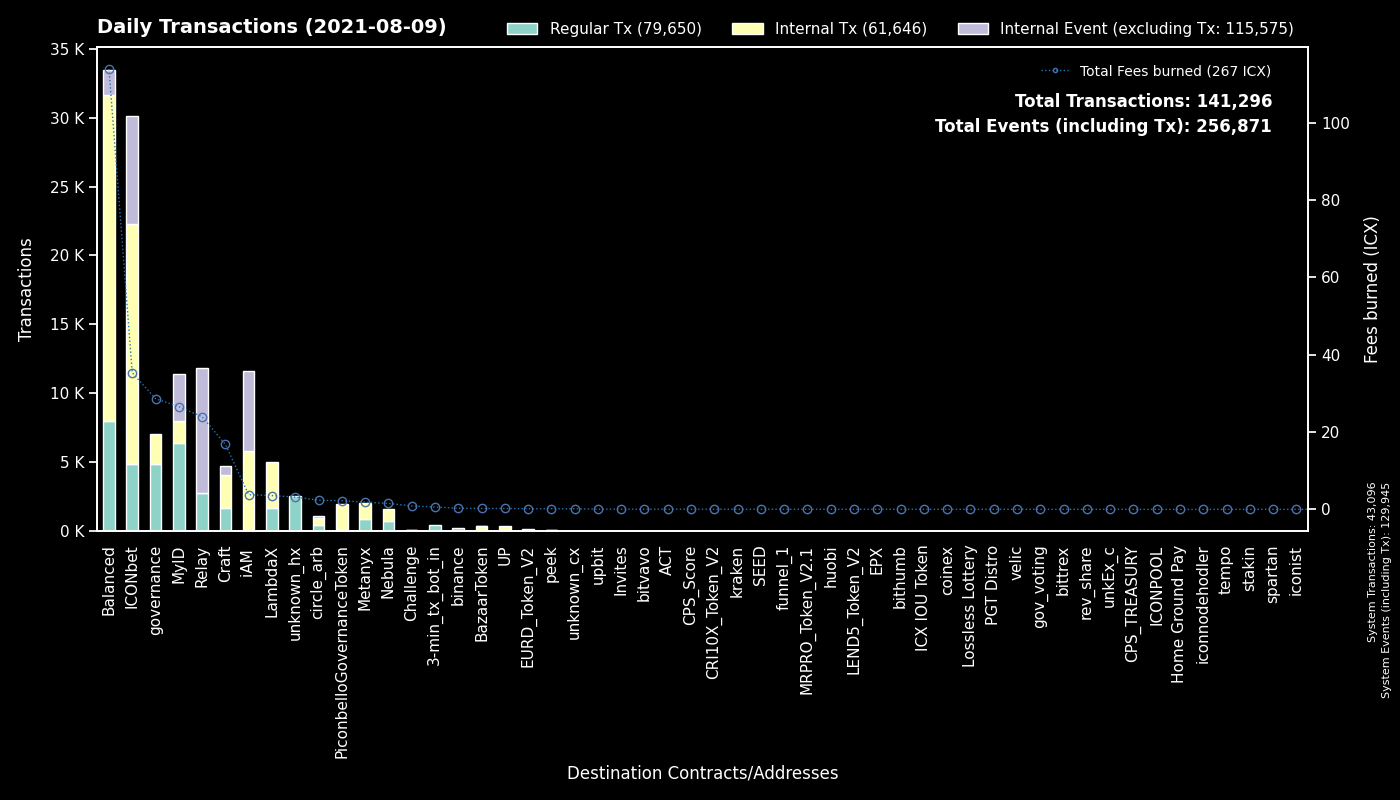 Daily Transactions (2021-08-09)
Regular Tx (79,650)
Internal Tx (61,646)
Internal Event (excluding Tx: 115,575)
Total Fees burned (267 ICX)
Total Transactions: 141,296
Total Events (including Tx): 256,871
Transactions
35 K
30 K
25 K
20 K
15 K
10 K
5 K
0 K
100
80
60
40
20
0
Fees burned (ICX)
System Transactions: 43,096
System Events (including Tx): 129,945
Balanced
ICONbet
governance
MyID
Relay
Craft
iAM
LambdaX
unknown_hx
circle_arb
PiconbelloGovernanceToken
Metanyx
Nebula
Challenge
3-min_tx_bot_in
binance
BazaarToken
UP
EURD_Token_V2
peek
unknown_cx
upbit
Invites
bitvavo
ACT
CPS_Score
CRI10X_Token_V2
kraken
SEED
funnel_1
MRPRO_Token_V2.1
huobi
LEND5_Token_V2
EPX
bithumb
ICX IOU Token
coinex
Lossless Lottery
PGT Distro
velic
gov_voting
bittrex
rev_share
unkEx_c
CPS_TREASURY
ICONPOOL
Home Ground Pay
iconnodehodler
tempo
stakin
spartan
iconist
Destination Contracts/Addresses